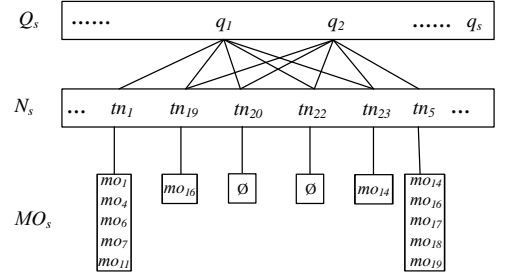 Qs ...... q1 q2 ...... qs
Ns ... tn1 tn19 tn20 tn22 tn23 tn5 ...
MOs
mo1
mo4
mo6
mo7
mo11
mo16
Ø
Ø
mo14
mo14
mo16
mo17
mo18
mo19